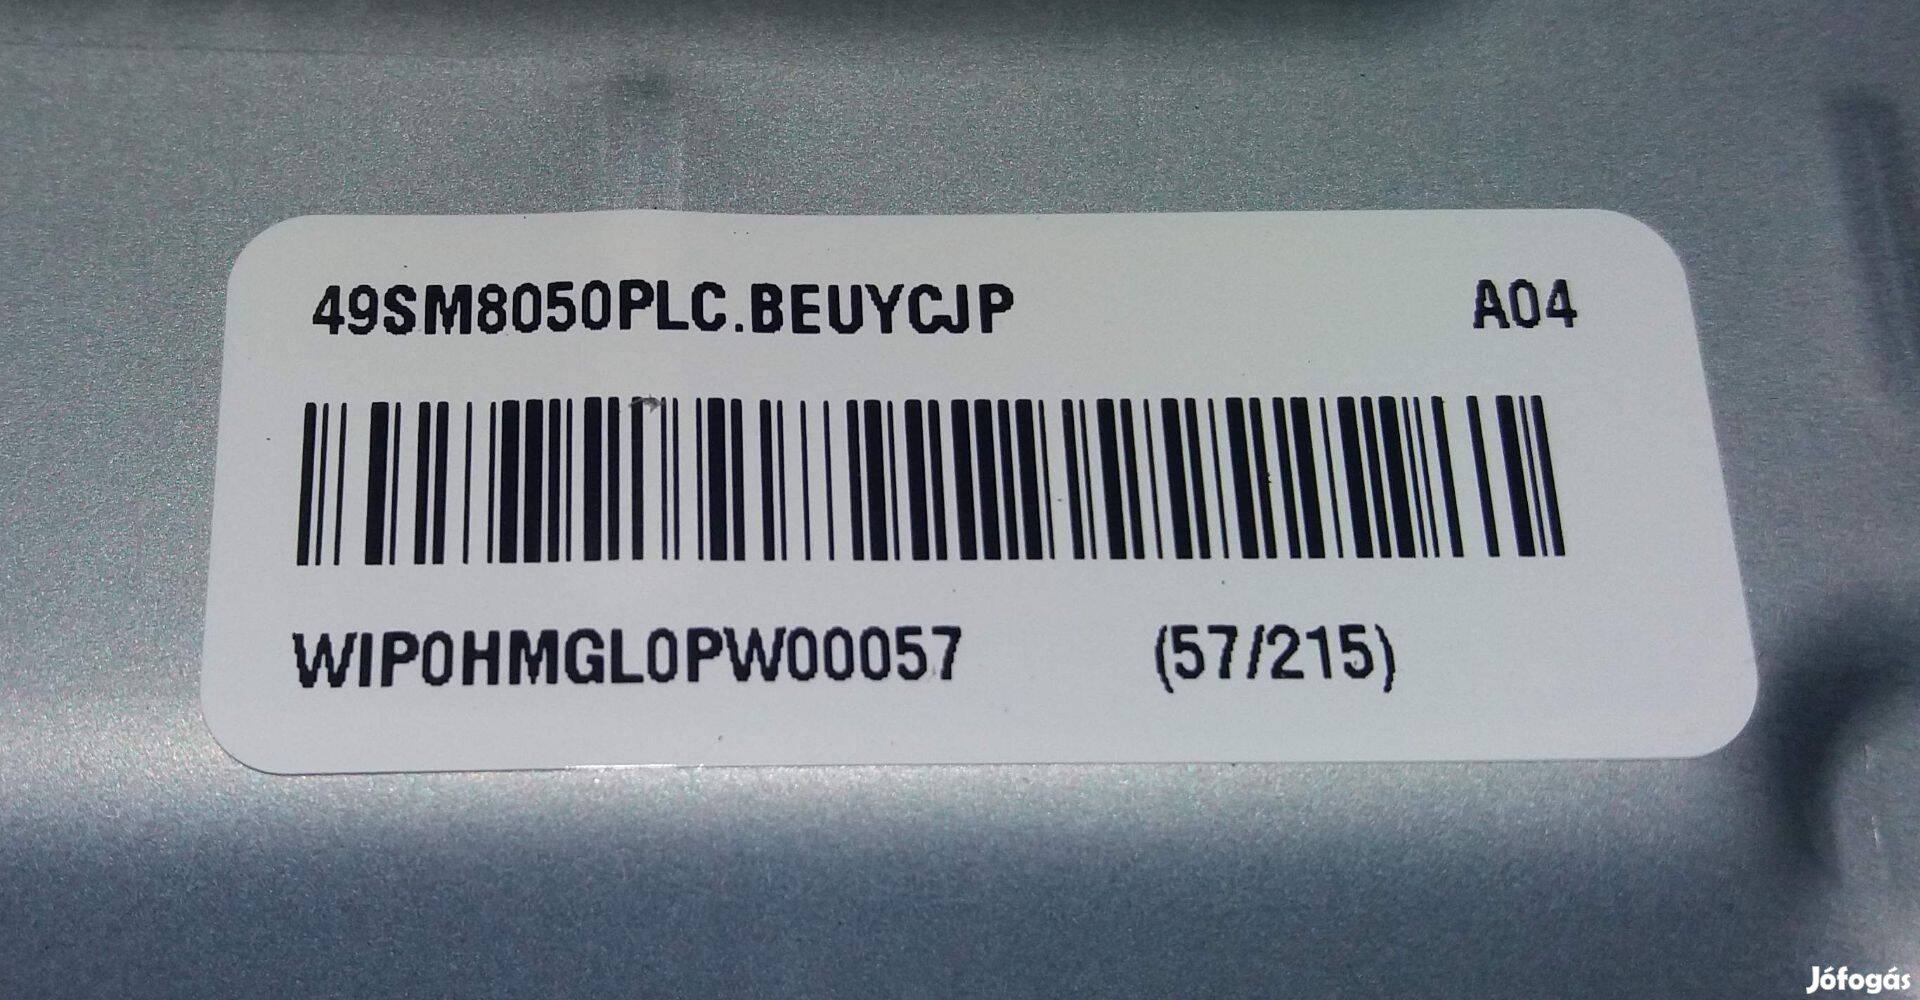 49SM8050PLC.BEUYCJP A04
WIP0HMGL0PW00057 (57/215)
Jófogás